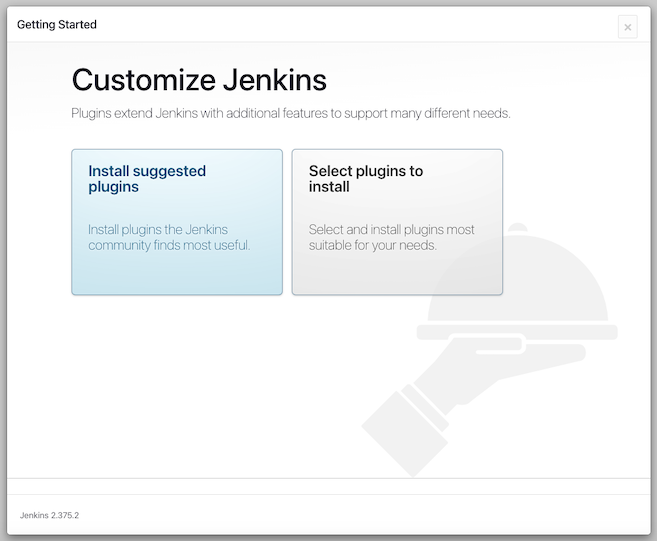 Getting Started
×
Customize Jenkins
Plugins extend Jenkins with additional features to support many different needs.
Install suggested
plugins
Install plugins the Jenkins
community finds most useful.
Select plugins to
install
Select and install plugins most
suitable for your needs.
Jenkins 2.375.2